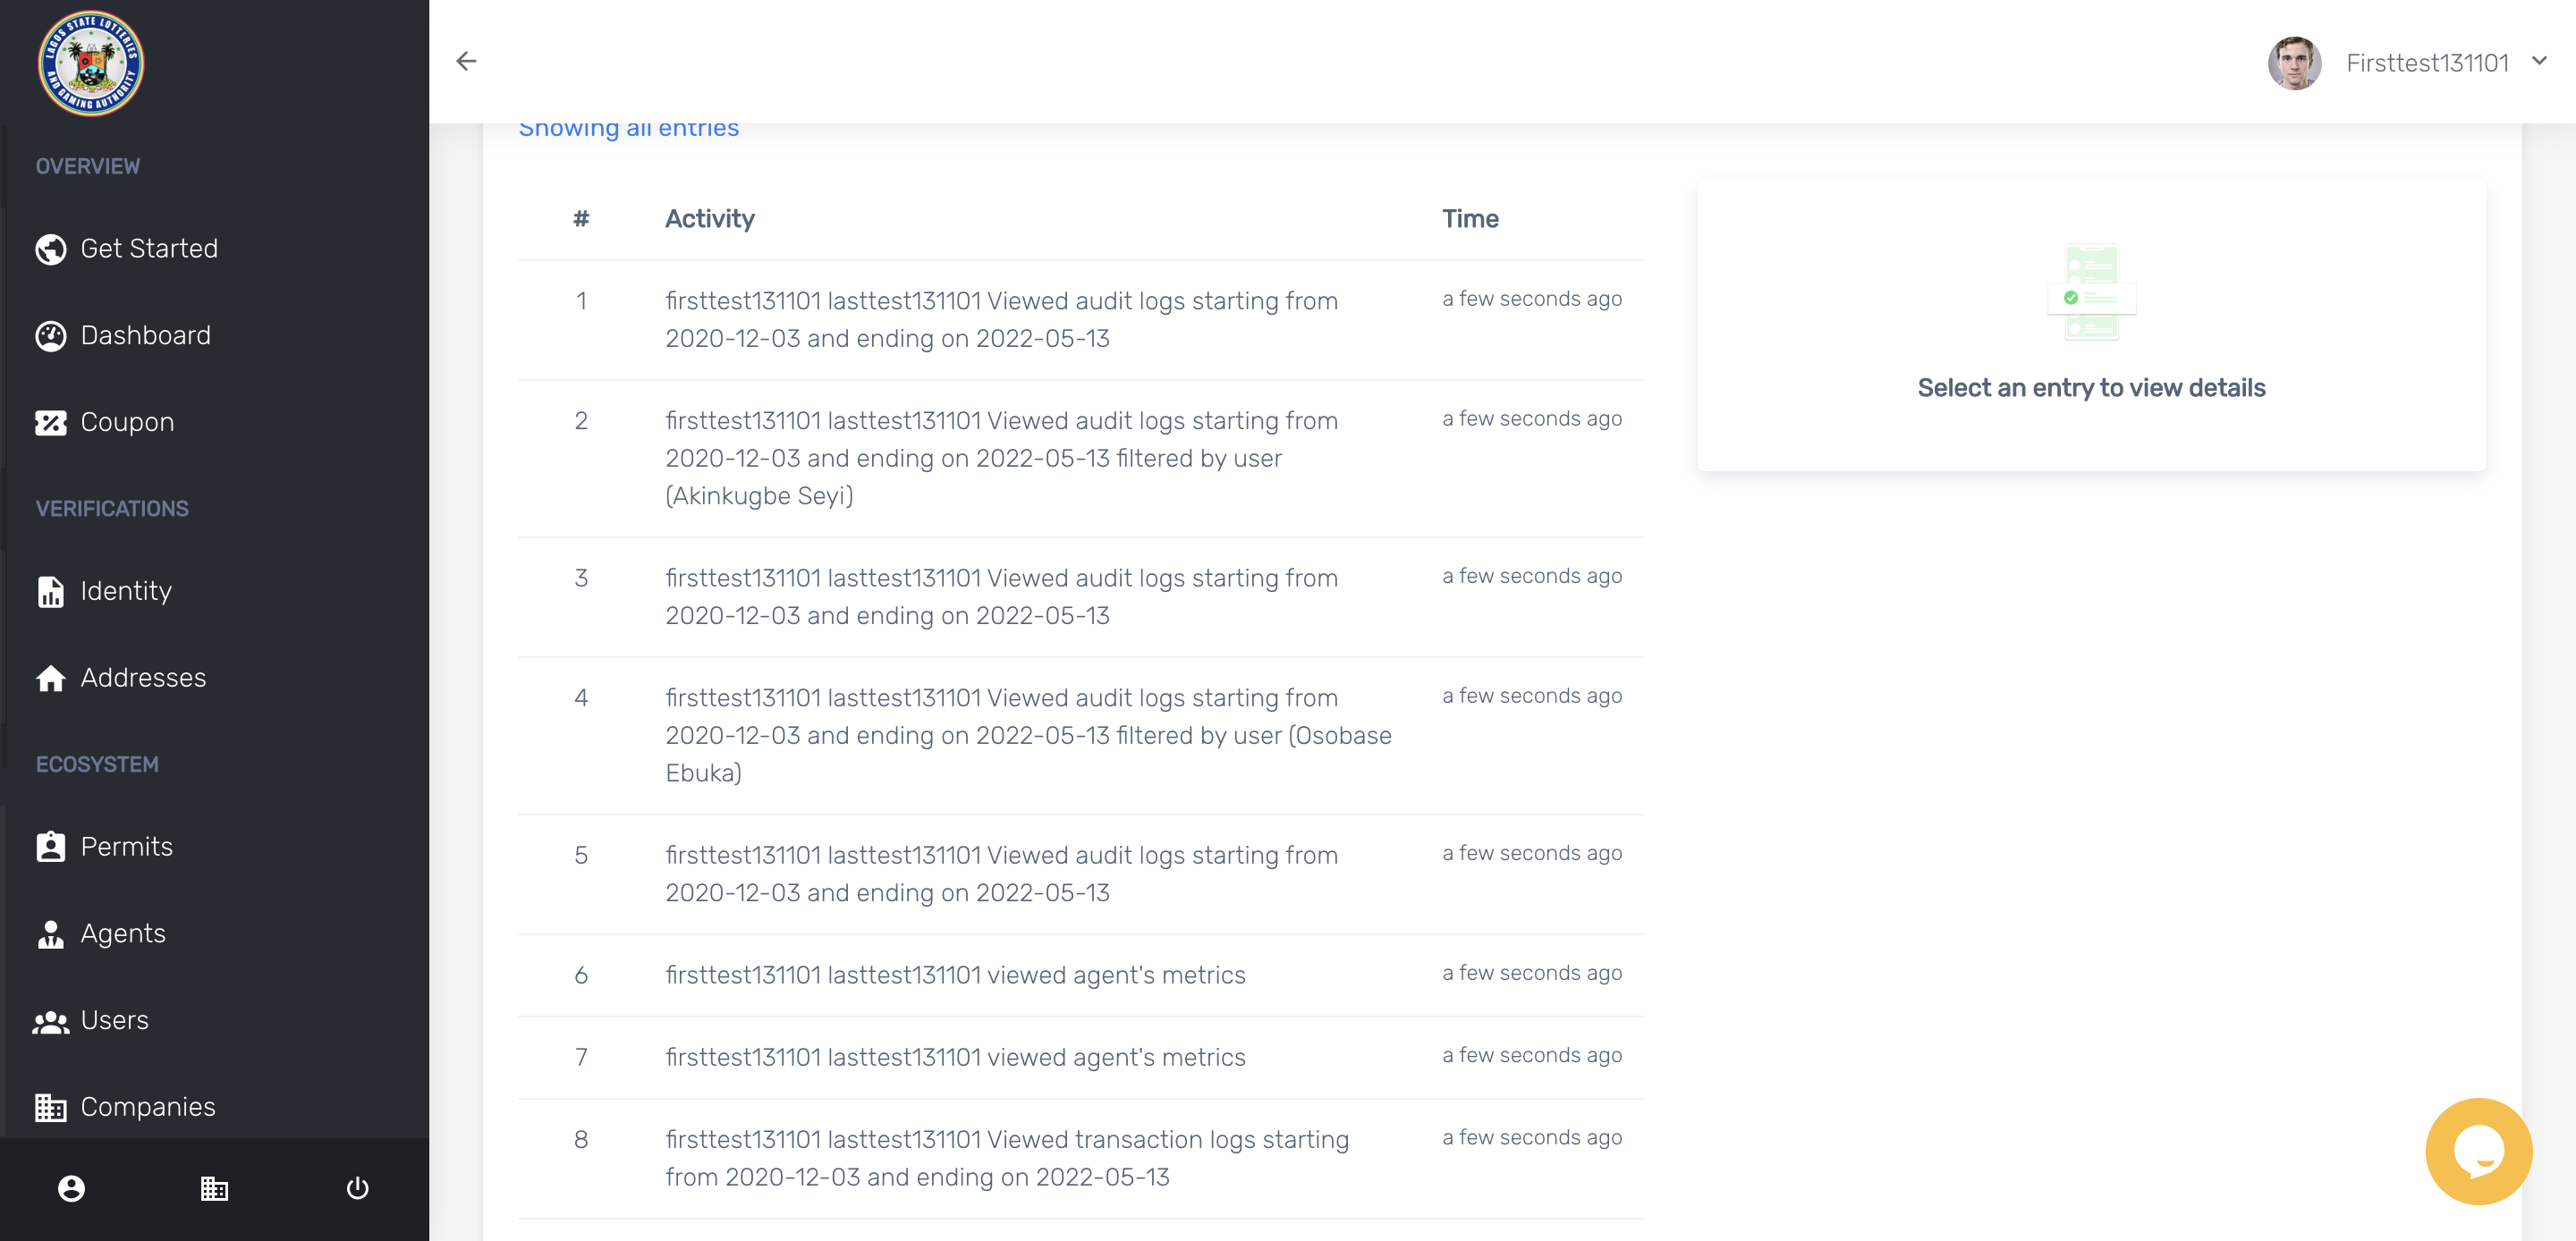 LAGOS STATE LOTTERIES
AND GAMING AUTHORITY
OVERVIEW
Get Started
Dashboard
Coupon
VERIFICATIONS
Identity
Addresses
ECOSYSTEM
Permits
Agents
Users
Companies
Firsttest131101
Showing all entries
# Activity Time
1 firsttest131101 lasttest131101 Viewed audit logs starting from a few seconds ago
2020-12-03 and ending on 2022-05-13
2 firsttest131101 lasttest131101 Viewed audit logs starting from a few seconds ago
2020-12-03 and ending on 2022-05-13 filtered by user
(Akinkugbe Seyi)
3 firsttest131101 lasttest131101 Viewed audit logs starting from a few seconds ago
2020-12-03 and ending on 2022-05-13
4 firsttest131101 lasttest131101 Viewed audit logs starting from a few seconds ago
2020-12-03 and ending on 2022-05-13 filtered by user (Osobase
Ebuka)
5 firsttest131101 lasttest131101 Viewed audit logs starting from a few seconds ago
2020-12-03 and ending on 2022-05-13
6 firsttest131101 lasttest131101 viewed agent's metrics a few seconds ago
7 firsttest131101 lasttest131101 viewed agent's metrics a few seconds ago
8 firsttest131101 lasttest131101 Viewed transaction logs starting a few seconds ago
from 2020-12-03 and ending on 2022-05-13
Select an entry to view details